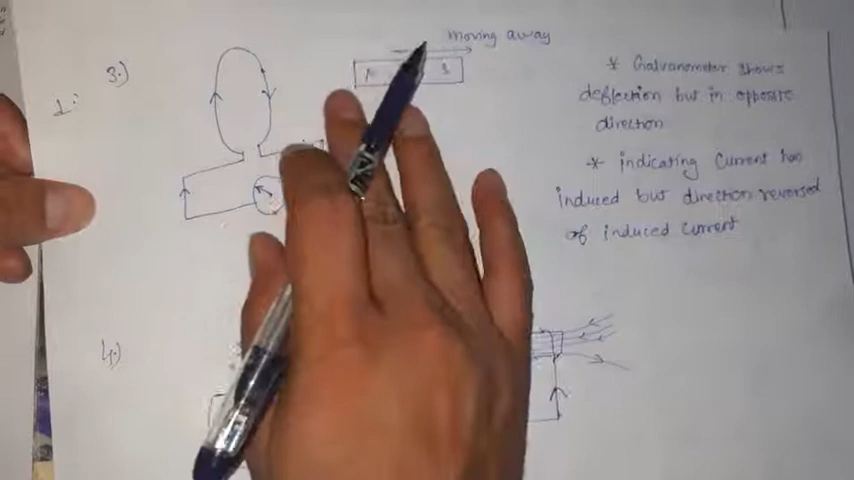 3.)
moving away
N S
* Galvanometer shows
deflection but in opposite
direction
* indicating current has
induced but direction reversed
of induced current
4.)